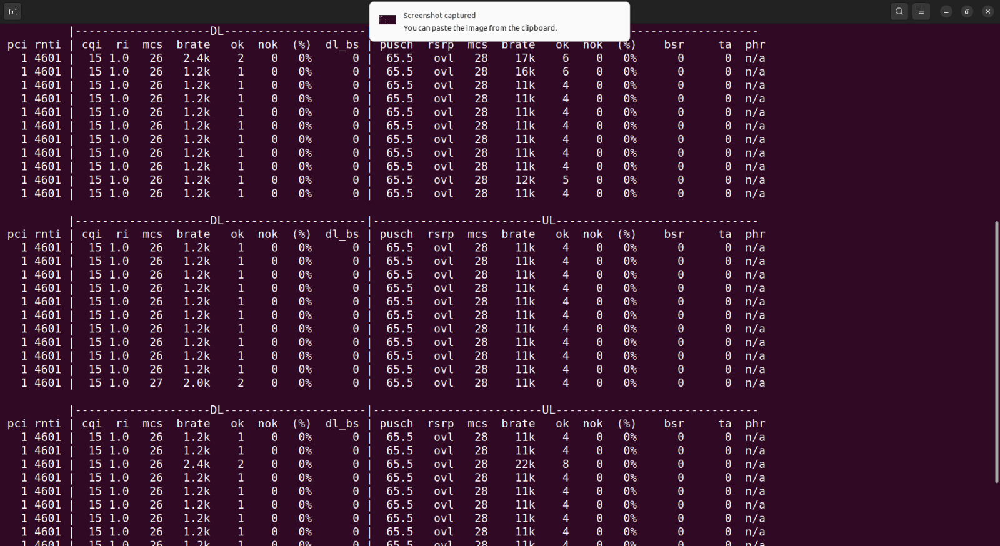 Screenshot captured
You can paste the image from the clipboard.
|--------------------DL---------------------|-----------------------------
pci rnti | cqi ri mcs brate ok nok (%) dl_bs | pusch rsrp mcs brate ok nok (%) bsr ta phr
1 4601 | 15 1.0 26 2.4k 2 0 0% 0 | 65.5 ovl 28 17k 6 0 0% 0 0 n/a
1 4601 | 15 1.0 26 1.2k 1 0 0% 0 | 65.5 ovl 28 16k 6 0 0% 0 0 n/a
1 4601 | 15 1.0 26 1.2k 1 0 0% 0 | 65.5 ovl 28 11k 4 0 0% 0 0 n/a
1 4601 | 15 1.0 26 1.2k 1 0 0% 0 | 65.5 ovl 28 11k 4 0 0% 0 0 n/a
1 4601 | 15 1.0 26 1.2k 1 0 0% 0 | 65.5 ovl 28 11k 4 0 0% 0 0 n/a
1 4601 | 15 1.0 26 1.2k 1 0 0% 0 | 65.5 ovl 28 11k 4 0 0% 0 0 n/a
1 4601 | 15 1.0 26 1.2k 1 0 0% 0 | 65.5 ovl 28 11k 4 0 0% 0 0 n/a
1 4601 | 15 1.0 26 1.2k 1 0 0% 0 | 65.5 ovl 28 11k 4 0 0% 0 0 n/a
1 4601 | 15 1.0 26 1.2k 1 0 0% 0 | 65.5 ovl 28 11k 4 0 0% 0 0 n/a
1 4601 | 15 1.0 26 1.2k 1 0 0% 0 | 65.5 ovl 28 12k 5 0 0% 0 0 n/a
1 4601 | 15 1.0 26 1.2k 1 0 0% 0 | 65.5 ovl 28 11k 4 0 0% 0 0 n/a
|--------------------DL---------------------|-------------------------UL------------------------------
pci rnti | cqi ri mcs brate ok nok (%) dl_bs | pusch rsrp mcs brate ok nok (%) bsr ta phr
1 4601 | 15 1.0 26 1.2k 1 0 0% 0 | 65.5 ovl 28 11k 4 0 0% 0 0 n/a
1 4601 | 15 1.0 26 1.2k 1 0 0% 0 | 65.5 ovl 28 11k 4 0 0% 0 0 n/a
1 4601 | 15 1.0 26 1.2k 1 0 0% 0 | 65.5 ovl 28 11k 4 0 0% 0 0 n/a
1 4601 | 15 1.0 26 1.2k 1 0 0% 0 | 65.5 ovl 28 11k 4 0 0% 0 0 n/a
1 4601 | 15 1.0 26 1.2k 1 0 0% 0 | 65.5 ovl 28 11k 4 0 0% 0 0 n/a
1 4601 | 15 1.0 26 1.2k 1 0 0% 0 | 65.5 ovl 28 11k 4 0 0% 0 0 n/a
1 4601 | 15 1.0 26 1.2k 1 0 0% 0 | 65.5 ovl 28 11k 4 0 0% 0 0 n/a
1 4601 | 15 1.0 26 1.2k 1 0 0% 0 | 65.5 ovl 28 11k 4 0 0% 0 0 n/a
1 4601 | 15 1.0 26 1.2k 1 0 0% 0 | 65.5 ovl 28 11k 4 0 0% 0 0 n/a
1 4601 | 15 1.0 26 1.2k 1 0 0% 0 | 65.5 ovl 28 11k 4 0 0% 0 0 n/a
1 4601 | 15 1.0 27 2.0k 2 0 0% 0 | 65.5 ovl 28 11k 4 0 0% 0 0 n/a
|--------------------DL---------------------|-------------------------UL------------------------------
pci rnti | cqi ri mcs brate ok nok (%) dl_bs | pusch rsrp mcs brate ok nok (%) bsr ta phr
1 4601 | 15 1.0 26 1.2k 1 0 0% 0 | 65.5 ovl 28 11k 4 0 0% 0 0 n/a
1 4601 | 15 1.0 26 1.2k 1 0 0% 0 | 65.5 ovl 28 11k 4 0 0% 0 0 n/a
1 4601 | 15 1.0 26 2.4k 2 0 0% 0 | 65.5 ovl 28 22k 8 0 0% 0 0 n/a
1 4601 | 15 1.0 26 1.2k 1 0 0% 0 | 65.5 ovl 28 11k 4 0 0% 0 0 n/a
1 4601 | 15 1.0 26 1.2k 1 0 0% 0 | 65.5 ovl 28 11k 4 0 0% 0 0 n/a
1 4601 | 15 1.0 26 1.2k 1 0 0% 0 | 65.5 ovl 28 11k 4 0 0% 0 0 n/a
1 4601 | 15 1.0 26 1.2k 1 0 0% 0 | 65.5 ovl 28 11k 4 0 0% 0 0 n/a
1 4601 | 15 1.0 26 1.2k 1 0 0% 0 | 65.5 ovl 28 11k 4 0 0% 0 0 n/a
1 4601 | 15 1.0 26 1.2k 1 0 0% 0 | 65.5 ovl 28 11k 4 0 0% 0 0 n/a